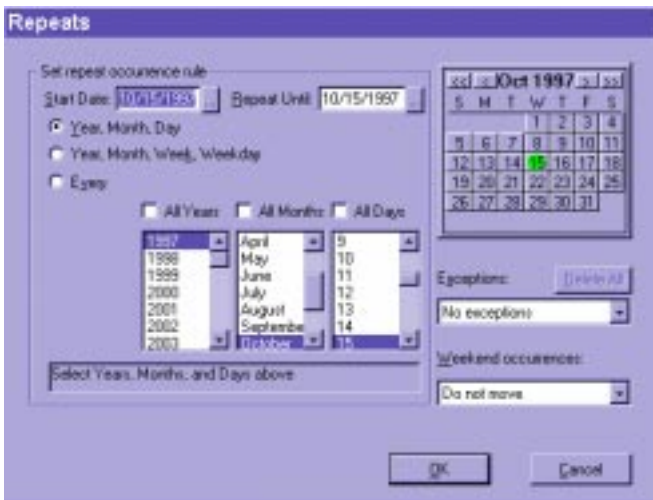 Repeats
Set repeat occurrence rule
Start Date: 10/15/1997 Repeat Until: 10/15/1997
Year, Month, Day
Year, Month, Week, Weekday
Every
All Years All Months All Days
1997 April 9
1998 May 10
1999 June 11
2000 July 12
2001 August 13
2002 Septembe 14
2003 October 15
Select Years, Months, and Days above
<< < Oct 1997 > >>
S M T W T F S
1 2 3 4
5 6 7 8 9 10 11
12 13 14 15 16 17 18
19 20 21 22 23 24 25
26 27 28 29 30 31
Exceptions: Delete All
No exceptions
Weekend occurrences:
Do not move
OK Cancel